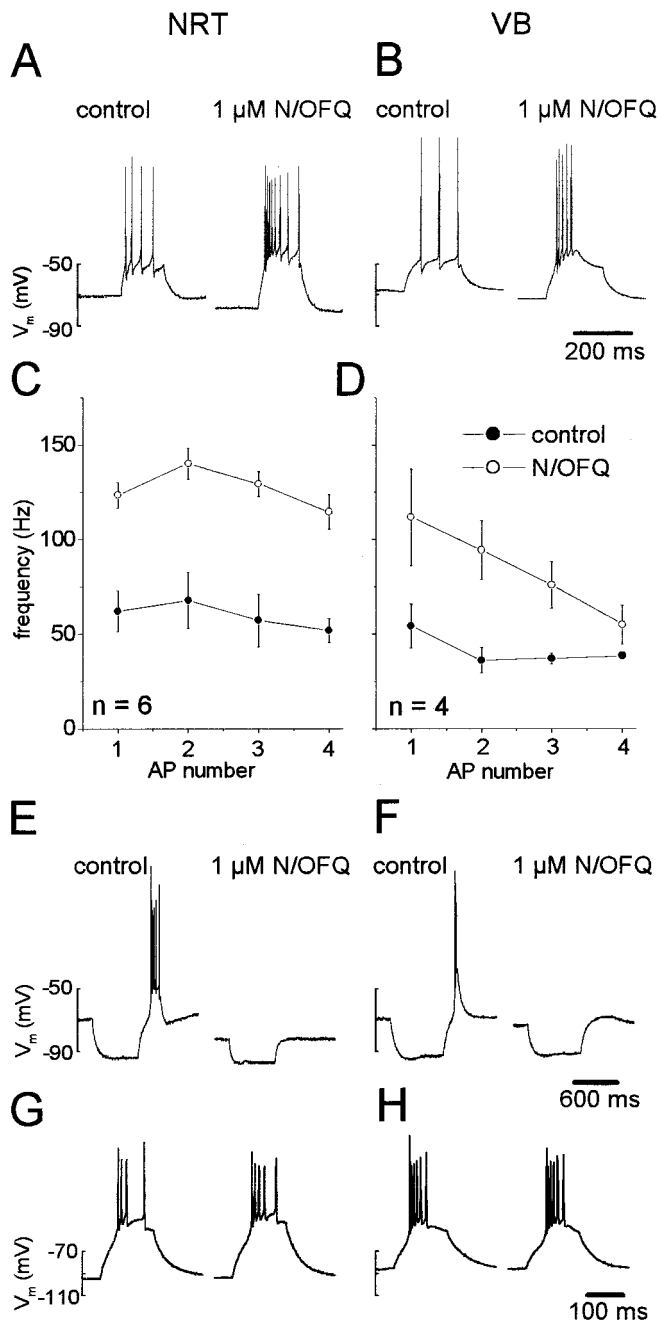 NRT
VB
A
B
control
1 µM N/OFQ
control
1 µM N/OFQ
-50
-90
Vm (mV)
200 ms
C
D
150
100
50
0
frequency (Hz)
control
N/OFQ
n = 6
n = 4
1 2 3 4
AP number
1 2 3 4
AP number
E
F
control
1 µM N/OFQ
control
1 µM N/OFQ
-50
-90
Vm (mV)
600 ms
G
H
-70
-110
Vm (mV)
100 ms